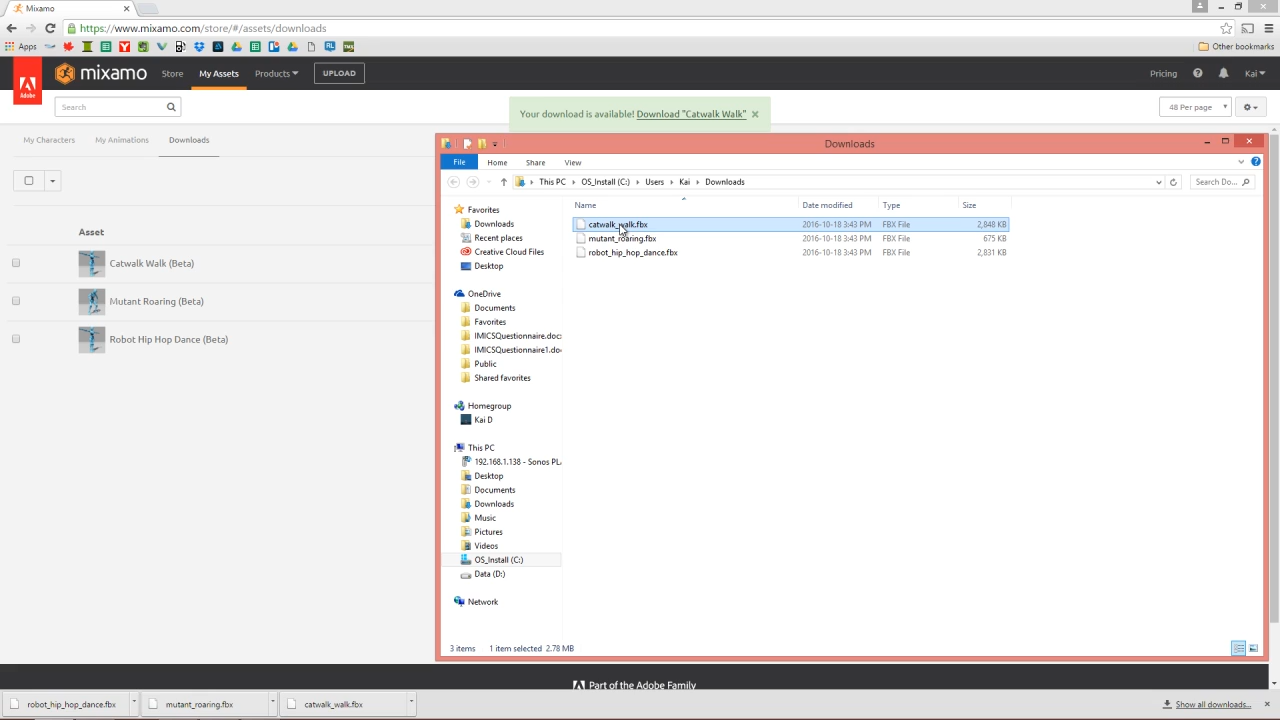 Mixamo
https://www.mixamo.com/store/#/assets/downloads
Apps
Other bookmarks
Adobe
mixamo
Store
My Assets
Products
UPLOAD
Pricing
Kai
Search
Your download is available! Download "Catwalk Walk"
48 Per page
My Characters
My Animations
Downloads
Asset
Catwalk Walk (Beta)
Mutant Roaring (Beta)
Robot Hip Hop Dance (Beta)
Downloads
File
Home
Share
View
This PC
OS_Install (C:)
Users
Kai
Downloads
Search Do...
Favorites
Downloads
Recent places
Creative Cloud Files
Desktop
OneDrive
Documents
Favorites
IMICSQuestionnaire.doc
IMICSQuestionnaire1.do
Public
Shared favorites
Homegroup
Kai D
This PC
192.168.1.138 - Sonos PL
Desktop
Documents
Downloads
Music
Pictures
Videos
OS_Install (C:)
Data (D:)
Network
Name Date modified Type Size
catwalk_walk.fbx 2016-10-18 3:43 PM FBX File 2,848 KB
mutant_roaring.fbx 2016-10-18 3:43 PM FBX File 675 KB
robot_hip_hop_dance.fbx 2016-10-18 3:43 PM FBX File 2,831 KB
3 items 1 item selected 2.78 MB
Part of the Adobe Family
robot_hip_hop_dance.fbx
mutant_roaring.fbx
catwalk_walk.fbx
Show all downloads...